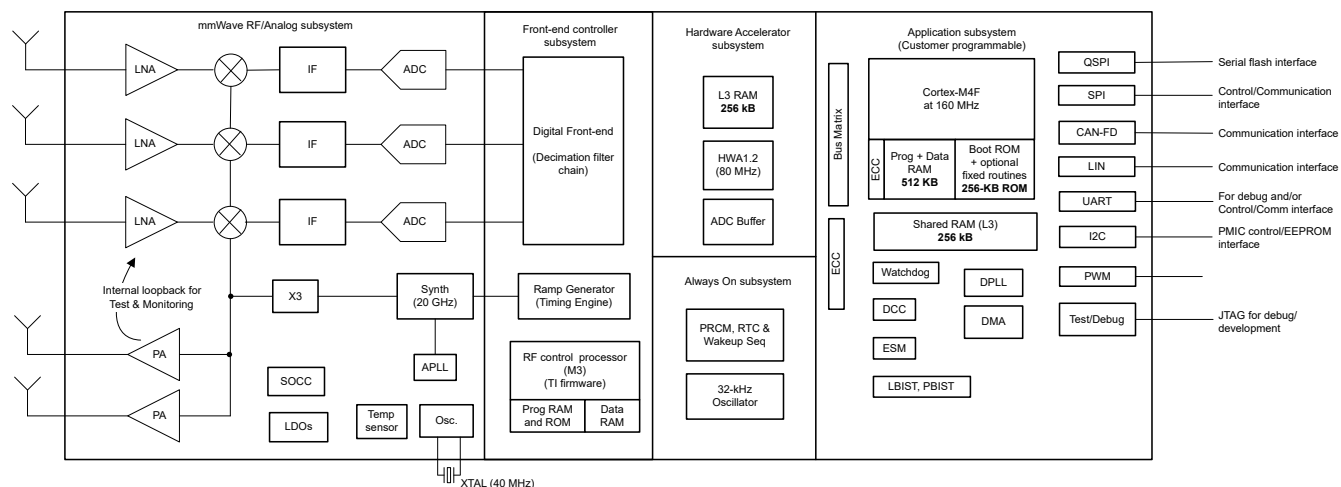 mmWave RF/Analog subsystem
LNA
IF
ADC
LNA
IF
ADC
LNA
IF
ADC
Internal loopback for
Test & Monitoring
X3
Synth
(20 GHz)
PA
APLL
SOCC
PA
LDOs
Temp
sensor
Osc.
XTAL (40 MHz)
Front-end controller
subsystem
Digital Front-end
(Decimation filter
chain)
Ramp Generator
(Timing Engine)
RF control processor
(M3)
(TI firmware)
Prog RAM
and ROM
Data
RAM
Hardware Accelerator
subsystem
L3 RAM
256 kB
HWA1.2
(80 MHz)
ADC Buffer
Always On subsystem
PRCM, RTC &
Wakeup Seq
32-kHz
Oscillator
Application subsystem
(Customer programmable)
Bus Matrix
Cortex-M4F
at 160 MHz
ECC
Prog + Data
RAM
512 KB
Boot ROM
+ optional
fixed routines
256-KB ROM
ECC
Shared RAM (L3)
256 kB
Watchdog
DPLL
DCC
DMA
ESM
LBIST, PBIST
QSPI
Serial flash interface
SPI
Control/Communication
interface
CAN-FD
Communication interface
LIN
Communication interface
UART
For debug and/or
Control/Comm interface
I2C
PMIC control/EEPROM
interface
PWM
Test/Debug
JTAG for debug/
development